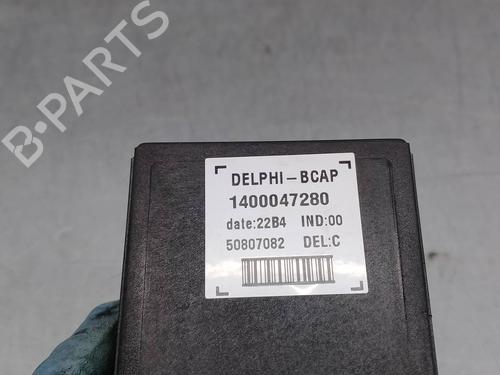 B-PARTS
DELPHI-BCAP
1400047280
date:22B4 IND:00
50807082 DEL:C